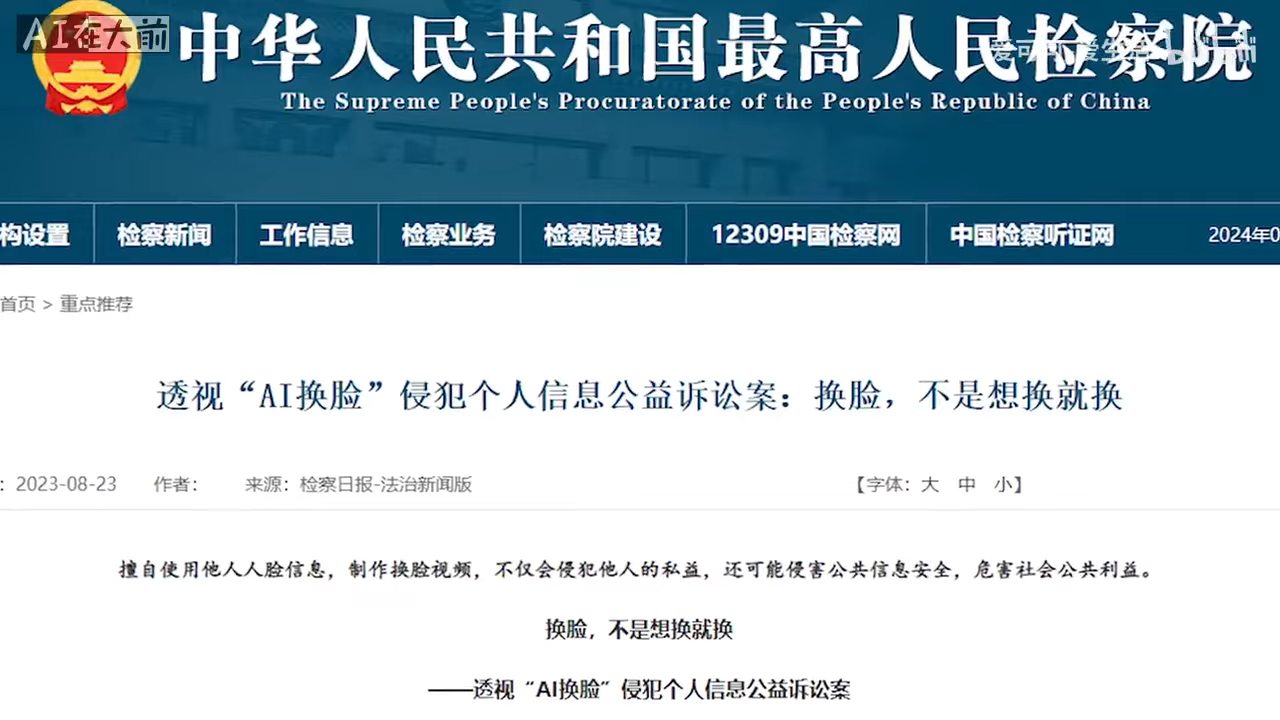 AI在大前
中华人民共和国最高人民检察院
The Supreme People's Procuratorate of the People's Republic of China
构设置 检察新闻 工作信息 检察业务 检察院建设 12309中国检察网 中国检察听证网 2024年0
首页 > 重点推荐
透视“AI换脸”侵犯个人信息公益诉讼案：换脸，不是想换就换
：2023-08-23 作者： 来源：检察日报-法治新闻版 【字体：大 中 小】
擅自使用他人人脸信息，制作换脸视频，不仅会侵犯他人的私益，还可能侵害公共信息安全，危害社会公共利益。
换脸，不是想换就换
——透视“AI换脸”侵犯个人信息公益诉讼案